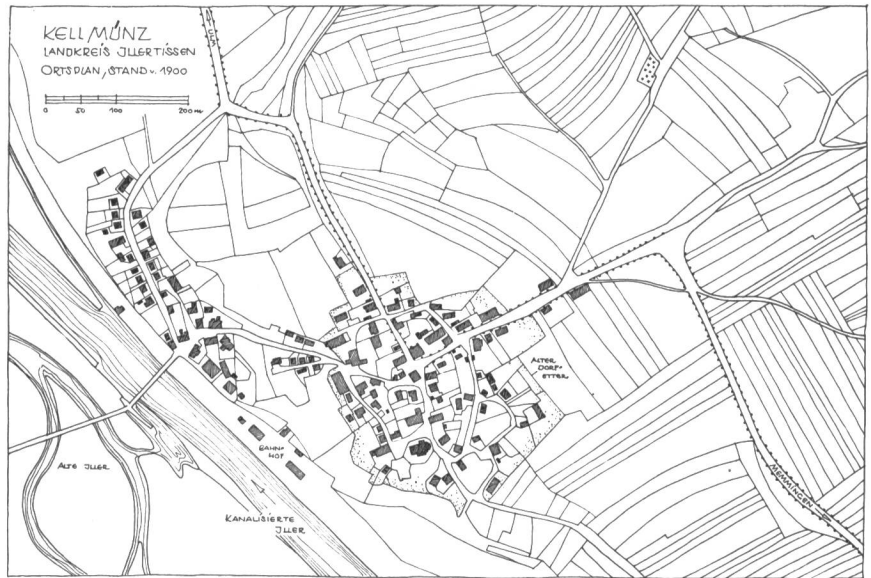 KELLMÜNZ
LANDKREIS ILLERTISSEN
ORTSPLAN, STAND v. 1900
0 50 100 200 m
ALTER
DORF-
ETTER
BAHN-
HOF
ALTE ILLER
KANALISIERTE
ILLER
MEMMINGEN